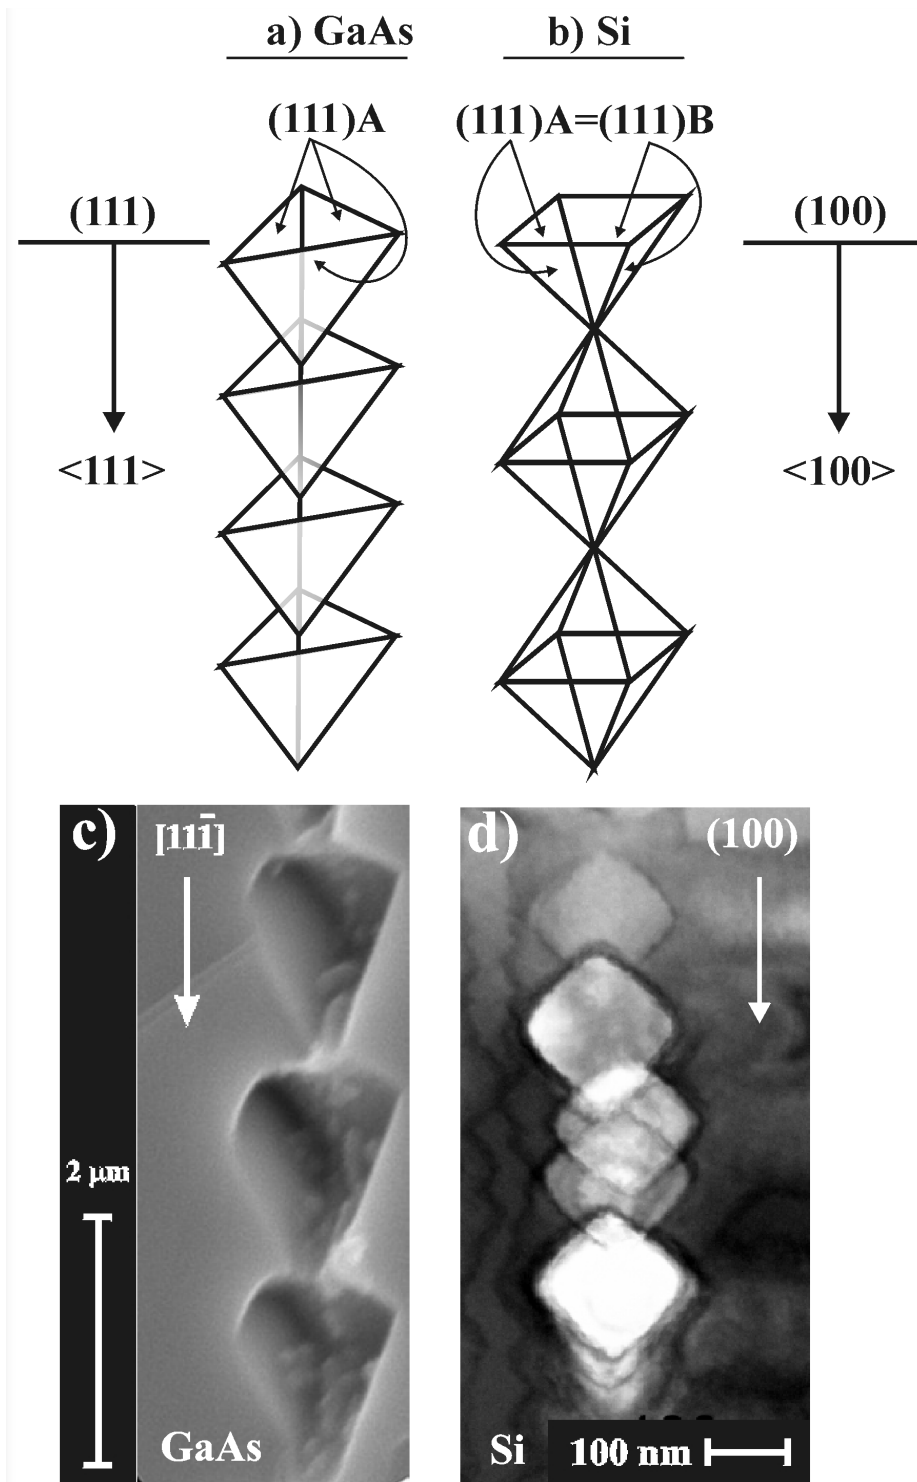 a) GaAs
b) Si
(111)A
(111)A=(111)B
(111)
(100)
<111>
<100>
c)
[111̅]
d)
(100)
2 μm
GaAs
Si
100 nm